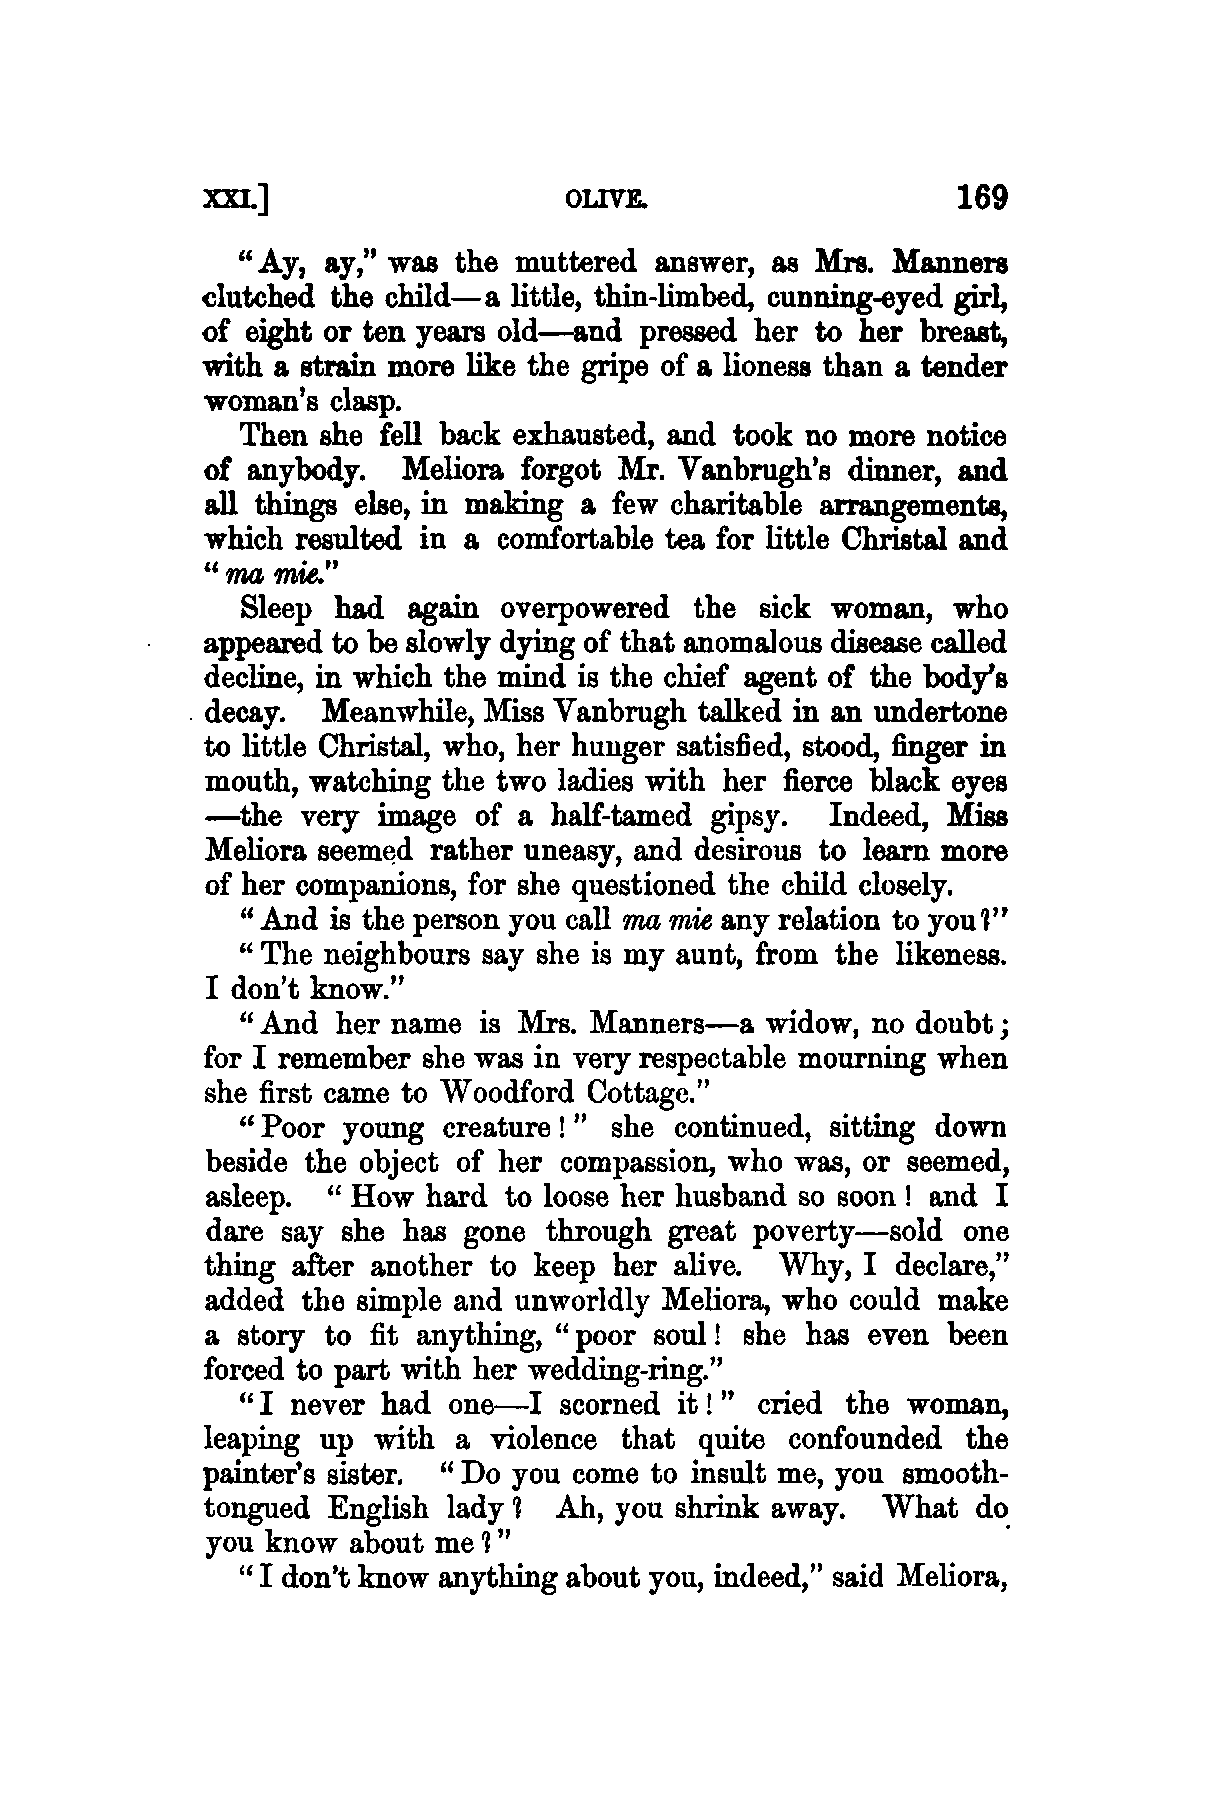 XXI.] OLIVE. 169
"Ay, ay," was the muttered answer, as Mrs. Manners
clutched the child—a little, thin-limbed, cunning-eyed girl,
of eight or ten years old—and pressed her to her breast,
with a strain more like the gripe of a lioness than a tender
woman's clasp.
Then she fell back exhausted, and took no more notice
of anybody. Meliora forgot Mr. Vanbrugh's dinner, and
all things else, in making a few charitable arrangements,
which resulted in a comfortable tea for little Christal and
"ma mie."
Sleep had again overpowered the sick woman, who
appeared to be slowly dying of that anomalous disease called
decline, in which the mind is the chief agent of the body's
decay. Meanwhile, Miss Vanbrugh talked in an undertone
to little Christal, who, her hunger satisfied, stood, finger in
mouth, watching the two ladies with her fierce black eyes
—the very image of a half-tamed gipsy. Indeed, Miss
Meliora seemed rather uneasy, and desirous to learn more
of her companions, for she questioned the child closely.
"And is the person you call ma mie any relation to you?"
"The neighbours say she is my aunt, from the likeness.
I don't know."
"And her name is Mrs. Manners—a widow, no doubt;
for I remember she was in very respectable mourning when
she first came to Woodford Cottage."
"Poor young creature!" she continued, sitting down
beside the object of her compassion, who was, or seemed,
asleep. "How hard to loose her husband so soon! and I
dare say she has gone through great poverty—sold one
thing after another to keep her alive. Why, I declare,"
added the simple and unworldly Meliora, who could make
a story to fit anything, "poor soul! she has even been
forced to part with her wedding-ring."
"I never had one—I scorned it!" cried the woman,
leaping up with a violence that quite confounded the
painter's sister. "Do you come to insult me, you smooth-
tongued English lady? Ah, you shrink away. What do
you know about me?"
"I don't know anything about you, indeed," said Meliora,